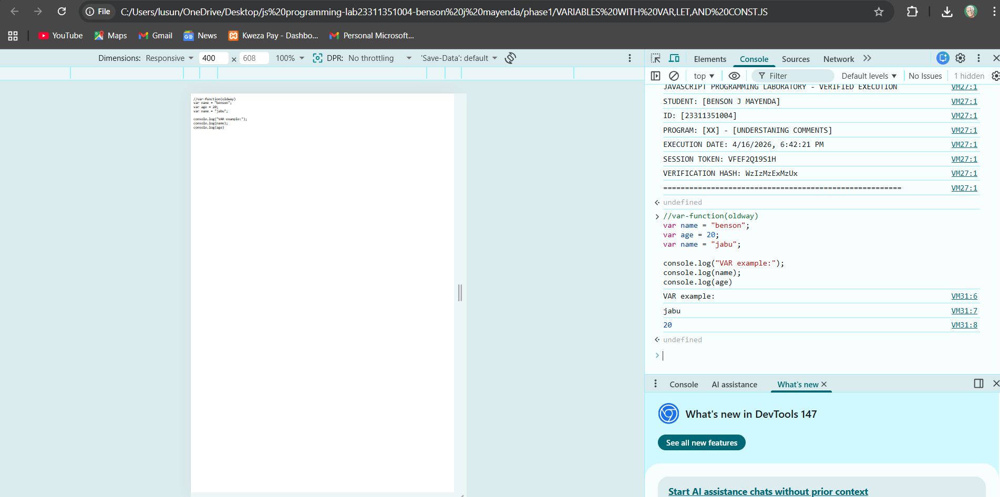 File C:/Users/lusun/OneDrive/Desktop/js%20programming-lab23311351004-benson%20j%20mayenda/phase1/VARIABLES%20WITH%20VAR,LET,AND%20CONST.JS
YouTube Maps Gmail News Kweza Pay - Dashbo... Personal Microsoft...
Dimensions: Responsive 400 x 608 100% DPR: No throttling 'Save-Data': default
//var-function(oldway)
var name = "benson";
var age = 20;
var name = "jabu";
console.log("VAR example:");
console.log(name);
console.log(age)
Elements Console Sources Network
top Filter Default levels No Issues 1 hidden
JAVASCRIPT PROGRAMMING LABORATORY - VERIFIED EXECUTION VM27:1
STUDENT: [BENSON J MAYENDA] VM27:1
ID: [23311351004] VM27:1
PROGRAM: [XX] - [UNDERSTANING COMMENTS] VM27:1
EXECUTION DATE: 4/16/2026, 6:42:21 PM VM27:1
SESSION TOKEN: VFEF2Q19S1H VM27:1
VERIFICATION HASH: WzIzMzExMzUx VM27:1
======================================================= VM27:1
undefined
//var-function(oldway)
var name = "benson";
var age = 20;
var name = "jabu";
console.log("VAR example:");
console.log(name);
console.log(age)
VAR example: VM31:6
jabu VM31:7
20 VM31:8
undefined
Console AI assistance What's new
What's new in DevTools 147
See all new features
Start AI assistance chats without prior context